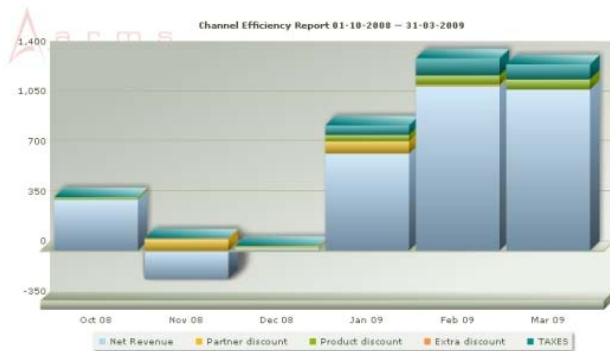 Aarms
Channel Efficiency Report 01-10-2008 — 31-03-2009
1,400
1,050
700
350
0
-350
Oct 08 Nov 08 Dec 08 Jan 09 Feb 09 Mar 09
Net Revenue Partner discount Product discount Extra discount TAXES